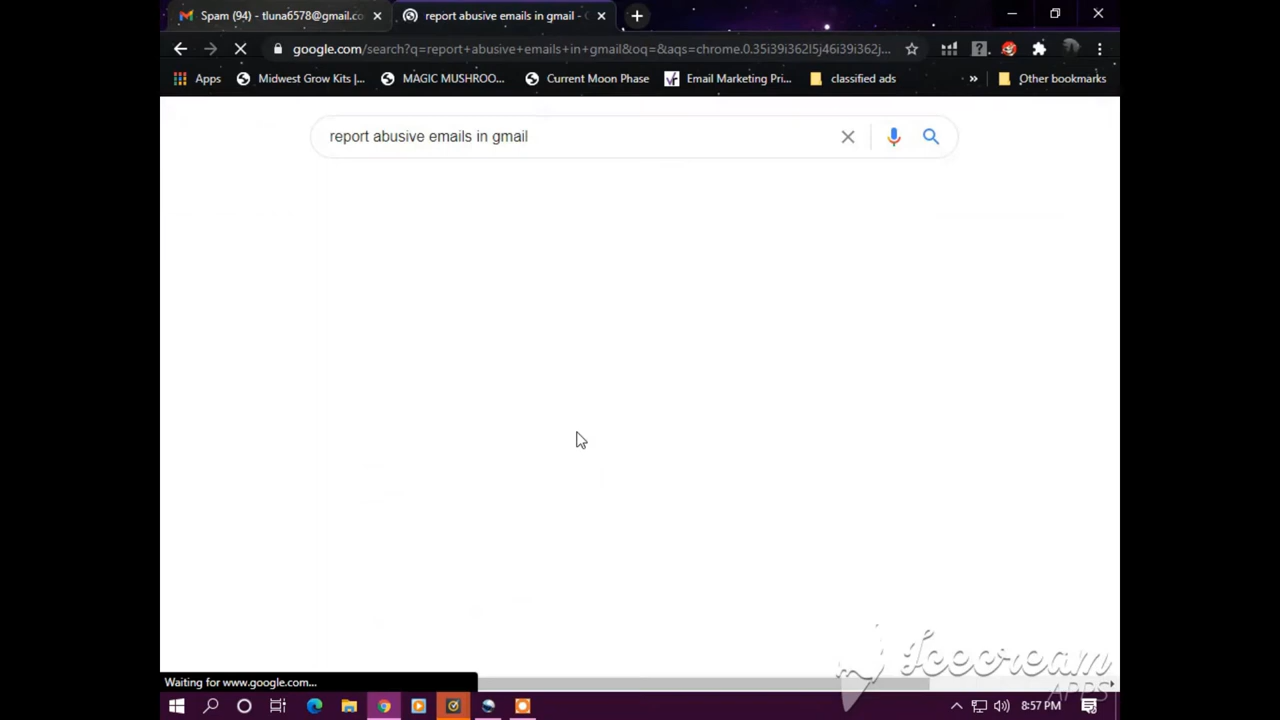 Spam (94) - tluna6578@gmail.co
report abusive emails in gmail -
google.com/search?q=report+abusive+emails+in+gmail&oq=&aqs=chrome.0.35i39i362l5j46i39i362j...
Apps
Midwest Grow Kits |...
MAGIC MUSHROO...
Current Moon Phase
Email Marketing Pri...
classified ads
»
Other bookmarks
report abusive emails in gmail
Icecream
APPS
Waiting for www.google.com...
8:57 PM